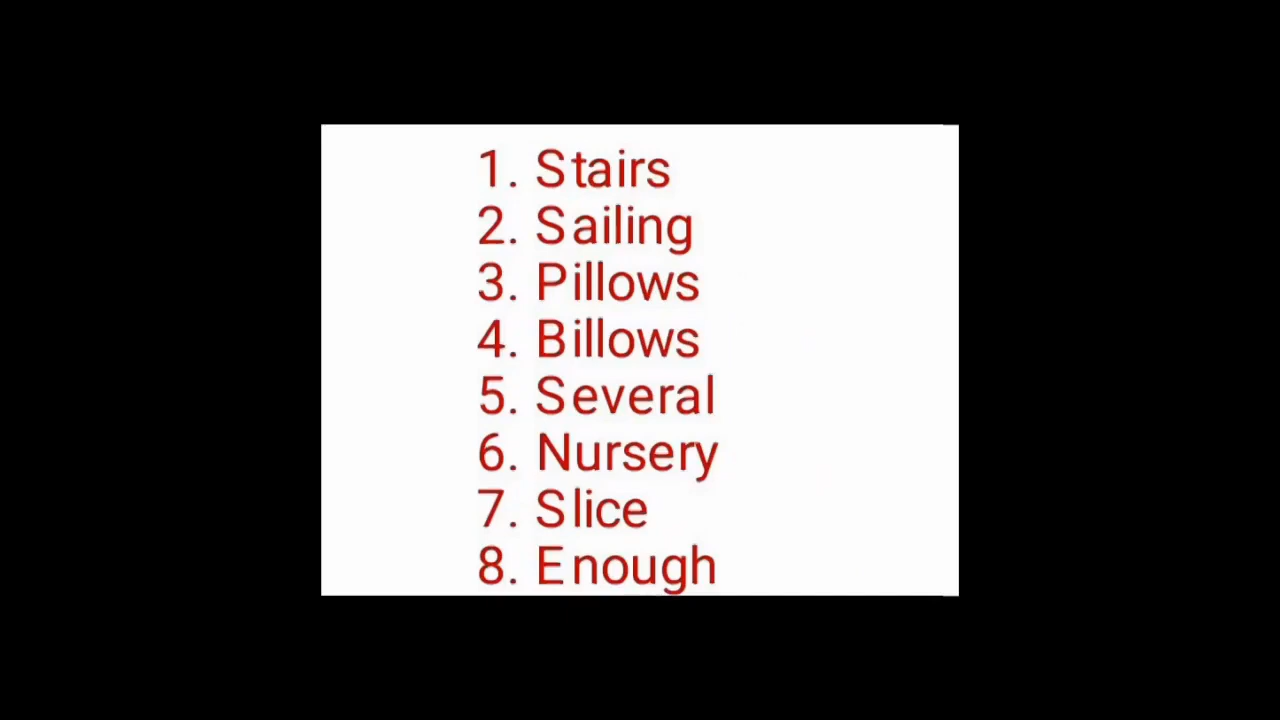 1. Stairs
2. Sailing
3. Pillows
4. Billows
5. Several
6. Nursery
7. Slice
8. Enough